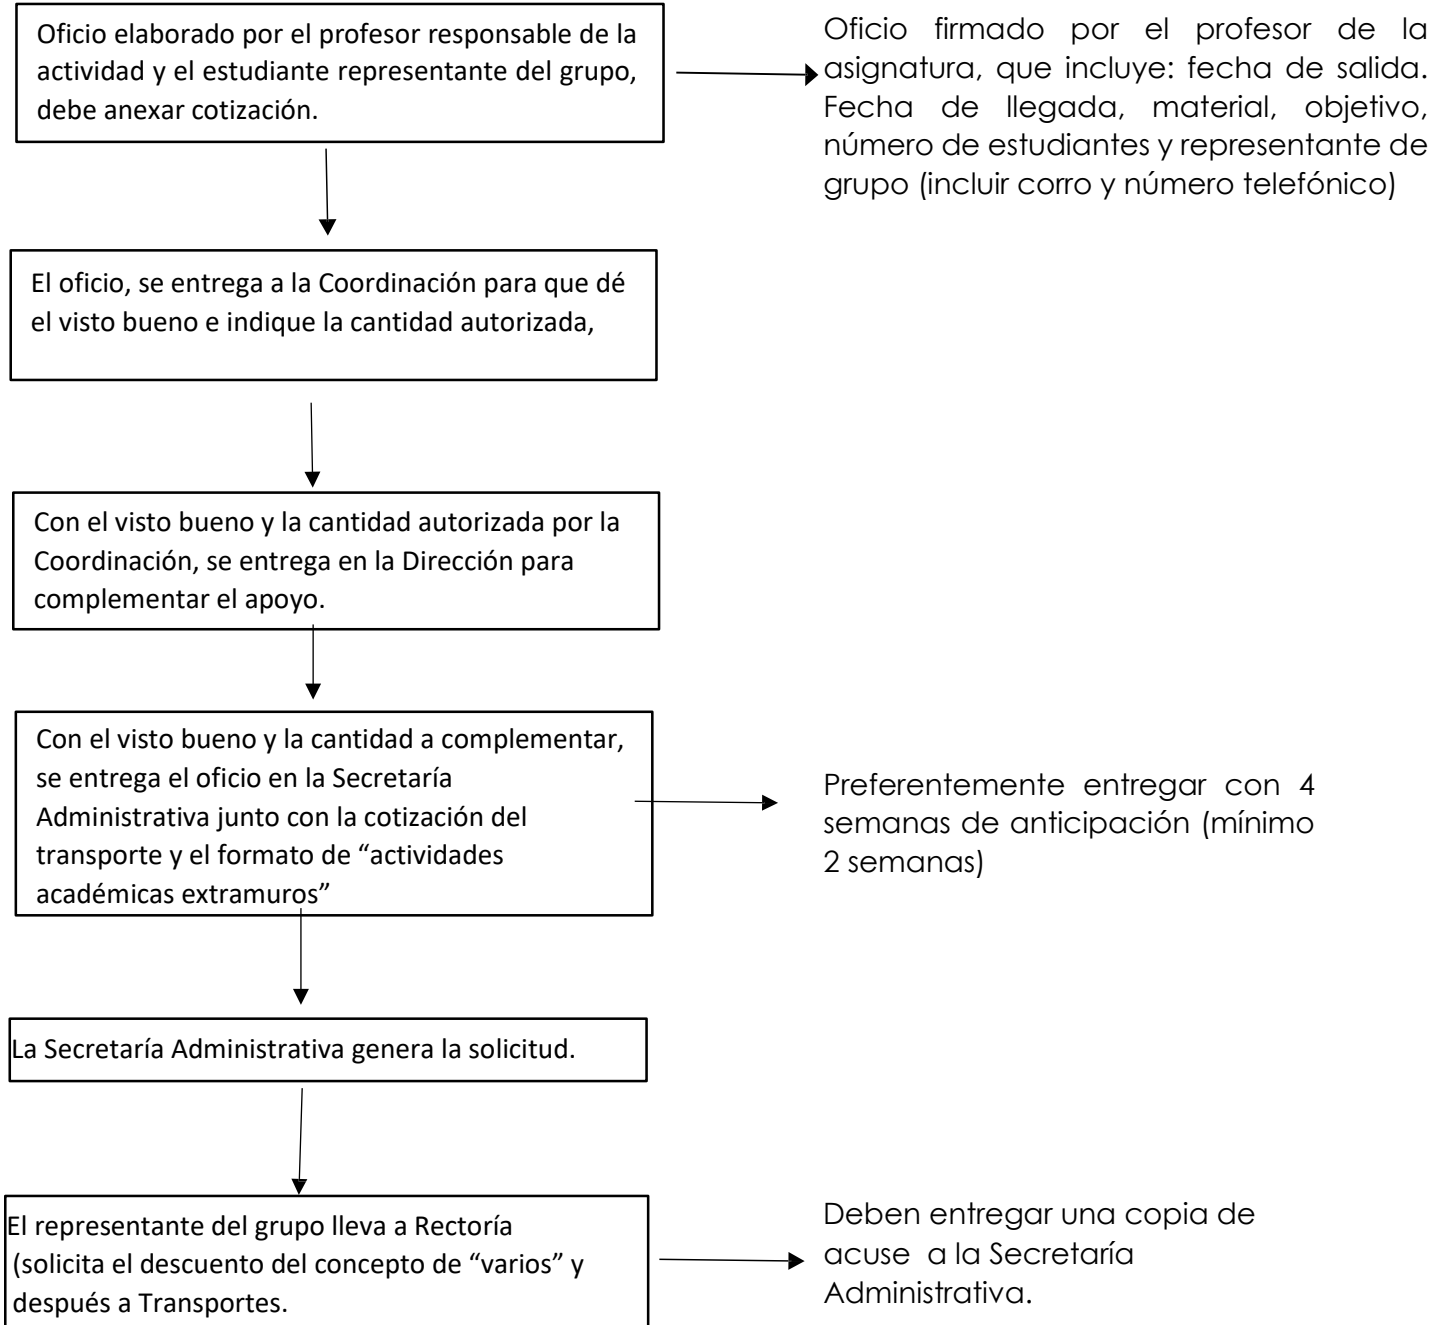 Oficio elaborado por el profesor responsable de la
actividad y el estudiante representante del grupo,
debe anexar cotización.
Oficio firmado por el profesor de la
asignatura, que incluye: fecha de salida.
Fecha de llegada, material, objetivo,
número de estudiantes y representante de
grupo (incluir corro y número telefónico)
El oficio, se entrega a la Coordinación para que dé
el visto bueno e indique la cantidad autorizada,
Con el visto bueno y la cantidad autorizada por la
Coordinación, se entrega en la Dirección para
complementar el apoyo.
Con el visto bueno y la cantidad a complementar,
se entrega el oficio en la Secretaría
Administrativa junto con la cotización del
transporte y el formato de “actividades
académicas extramuros”
Preferentemente entregar con 4
semanas de anticipación (mínimo
2 semanas)
La Secretaría Administrativa genera la solicitud.
El representante del grupo lleva a Rectoría
(solicita el descuento del concepto de “varios” y
después a Transportes.
Deben entregar una copia de
acuse a la Secretaría
Administrativa.